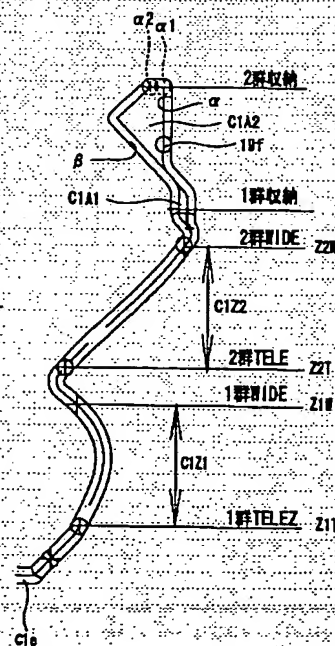 α2 α1
2群収納
α
C1A2
19f
β
C1A1
1群収納
2群WIDE Z2W
C1Z2
2群TELE Z2T
1群WIDE Z1W
C1Z1
1群TELEZ Z1T
C1e